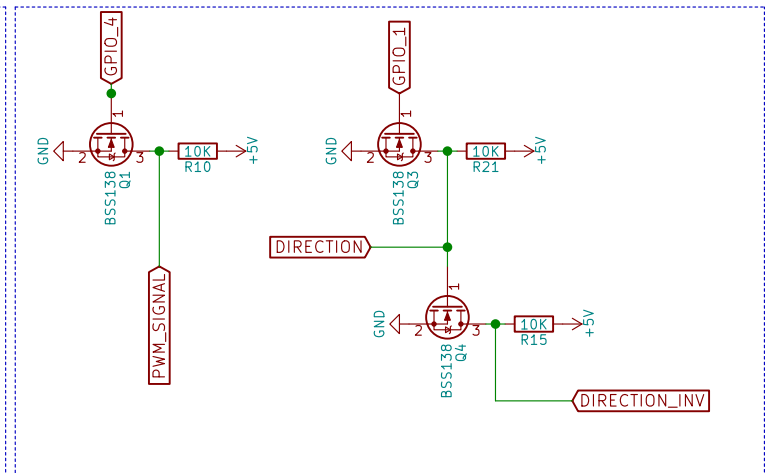 GPIO_4
1
GND
2
3
10K
R10
+5V
BSS138
Q1
PWM_SIGNAL
GPIO_1
1
GND
2
3
10K
R21
+5V
BSS138
Q3
DIRECTION
1
GND
2
3
10K
R15
+5V
BSS138
Q4
DIRECTION_INV